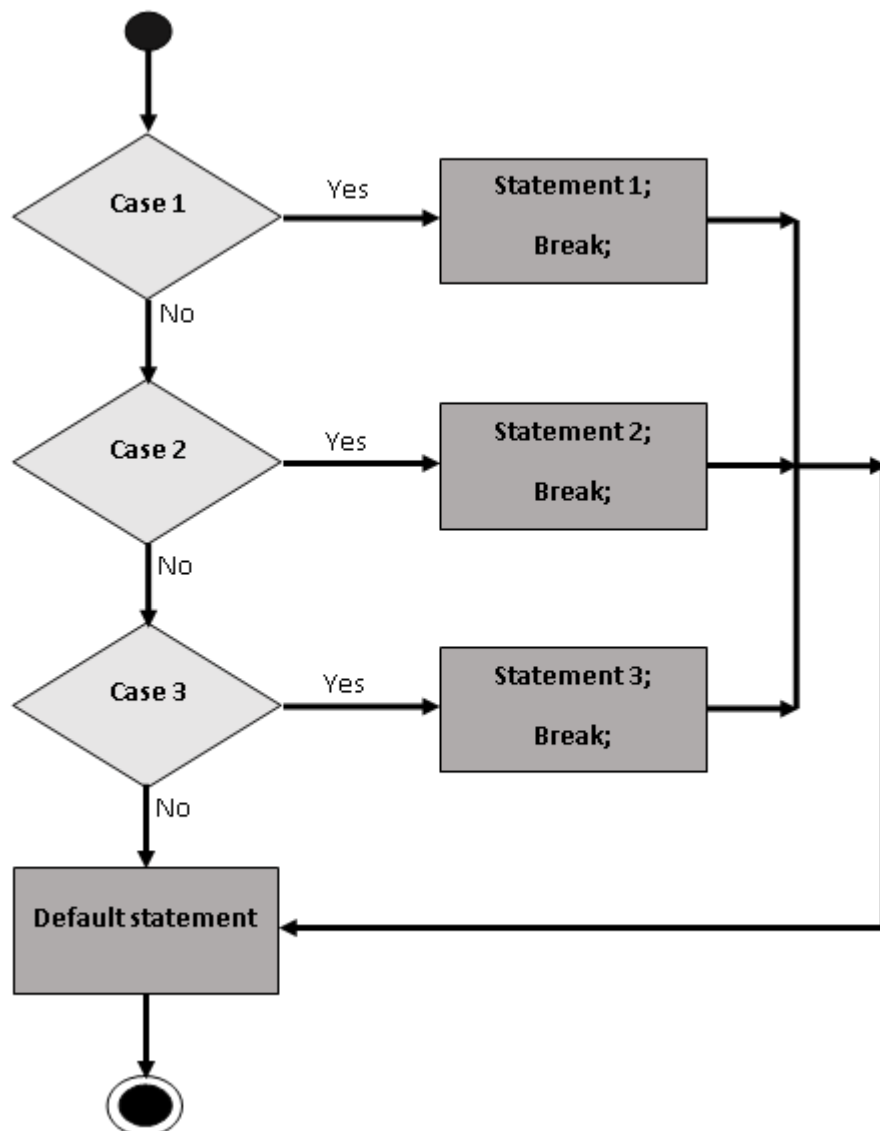 Case 1
Yes
Statement 1;
Break;
No
Case 2
Yes
Statement 2;
Break;
No
Case 3
Yes
Statement 3;
Break;
No
Default statement